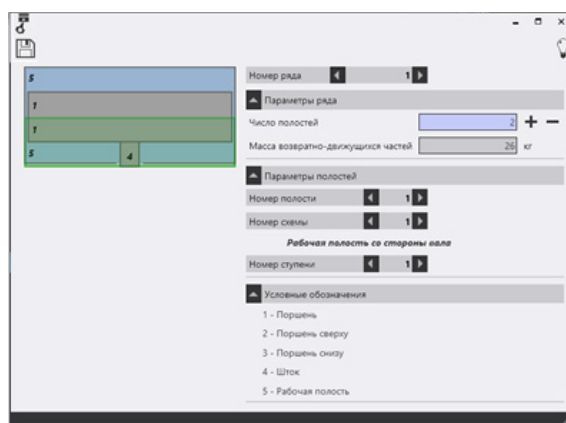 5
Номер ряда 1
1
Параметры ряда
1
Число полостей 2
5
4
Масса возвратно-движущихся частей 26 кг
Параметры полостей
Номер полости 1
Номер схемы 1
Рабочая полость со стороны вала
Номер ступени 1
Условные обозначения
1 - Поршень
2 - Поршень сверху
3 - Поршень снизу
4 - Шток
5 - Рабочая полость